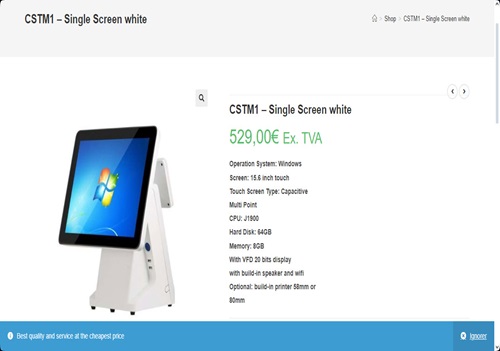 CSTM1 – Single Screen white
> Shop > CSTM1 – Single Screen white
CSTM1 – Single Screen white
529,00€ Ex. TVA
Operation System: Windows
Screen: 15.6 inch touch
Touch Screen Type: Capacitive
Multi Point
CPU: J1900
Hard Disk: 64GB
Memory: 8GB
With VFD 20 bits display
with build-in speaker and wifi
Optional: build-in printer 58mm or
80mm
Best quality and service at the cheapest price
Ignorer